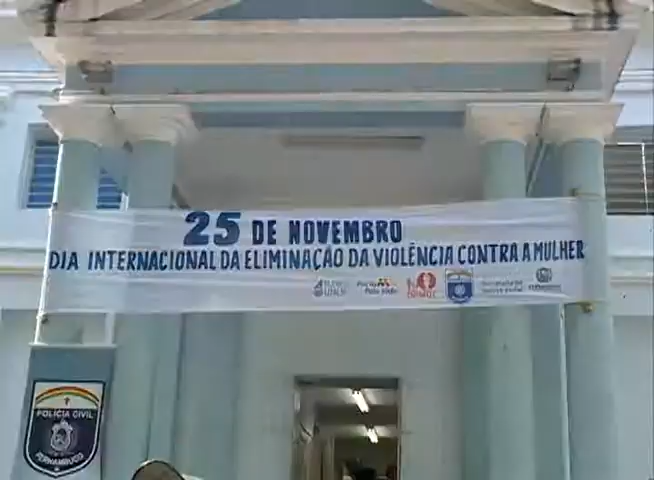 25 DE NOVEMBRO
DIA INTERNACIONAL DA ELIMINAÇÃO DA VIOLÊNCIA CONTRA A MULHER
POLÍCIA CIVIL
PERNAMBUCO